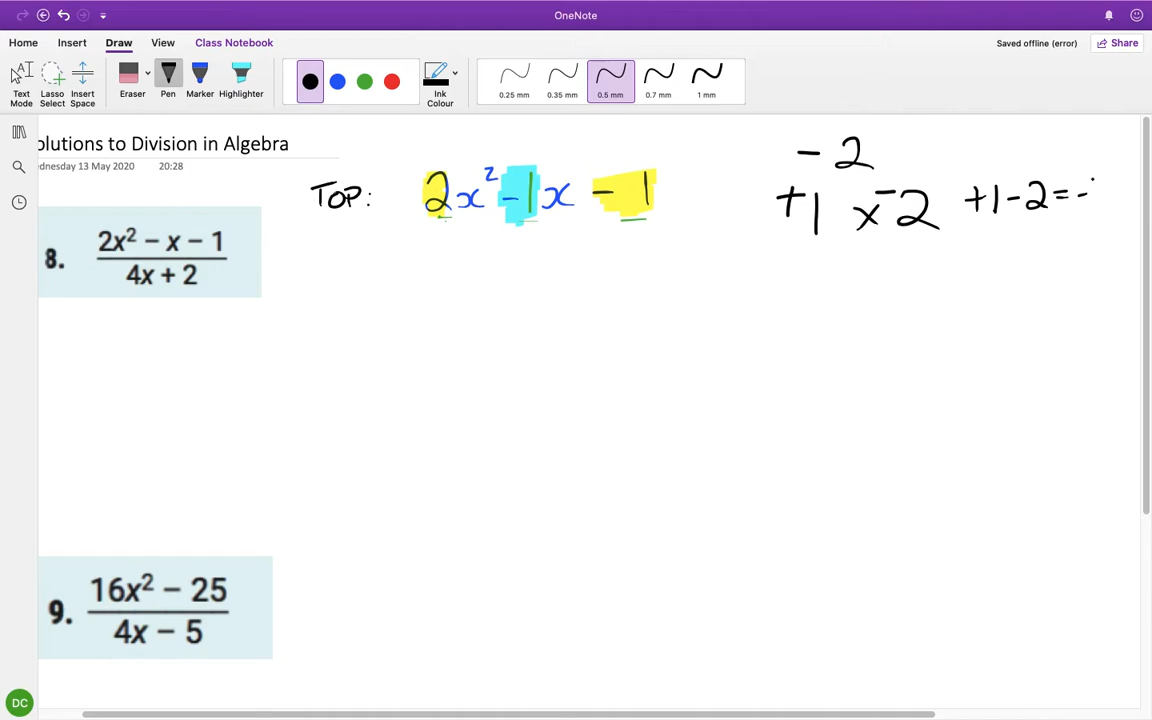 OneNote
Home Insert Draw View Class Notebook
Saved offline (error) Share
Text Mode
Lasso Select
Insert Space
Eraser
Pen
Marker
Highlighter
Ink Colour
0.25 mm 0.35 mm 0.5 mm 0.7 mm 1 mm
olutions to Division in Algebra
ednesday 13 May 2020 20:28
- 2
TOP: 2x² - 1x - 1
+1 x -2 +1 - 2 = -
8. (2x² – x – 1)/(4x + 2)
9. (16x² – 25)/(4x – 5)
DC